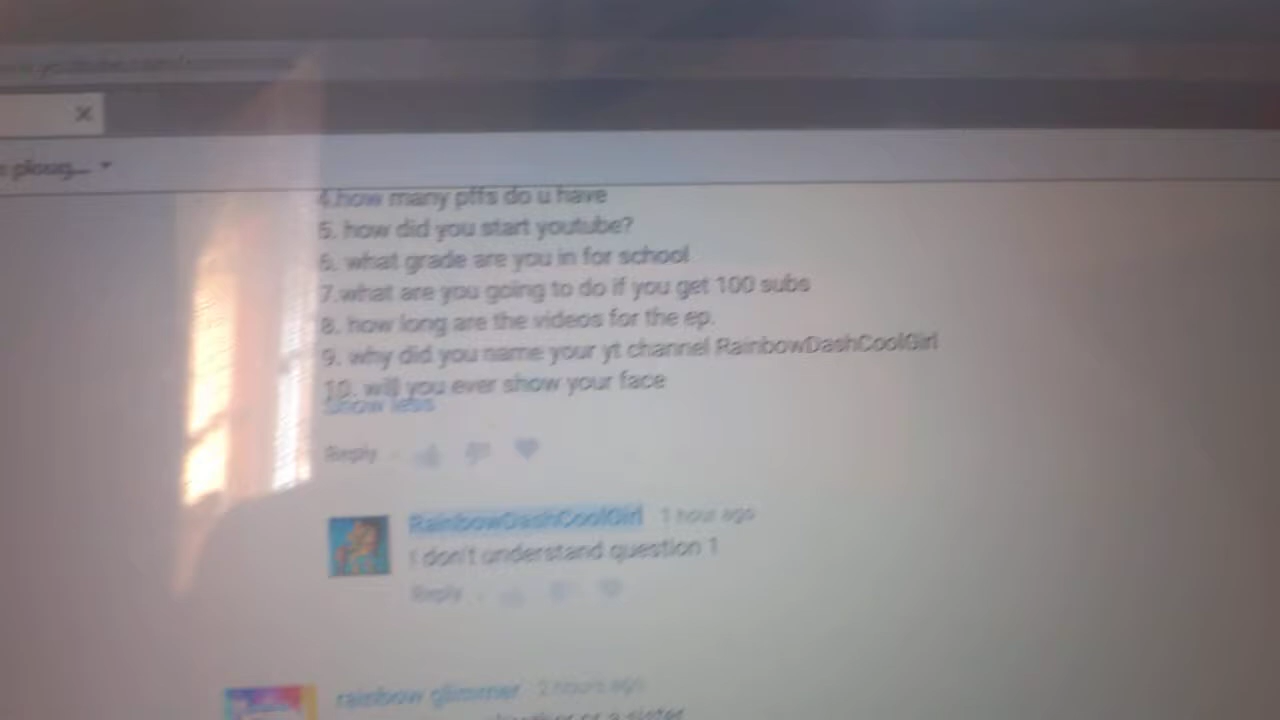 4.how many pffs do u have
5. how did you start youtube?
6. what grade are you in for school
7.what are you going to do if you get 100 subs
8. how long are the videos for the ep.
9. why did you name your yt channel RainbowDashCoolGirl
10. will you ever show your face
Show less
Reply
RainbowDashCoolGirl 1 hour ago
I don't understand question 1
Reply
rainbow glimmer 2 hours ago
or a sister